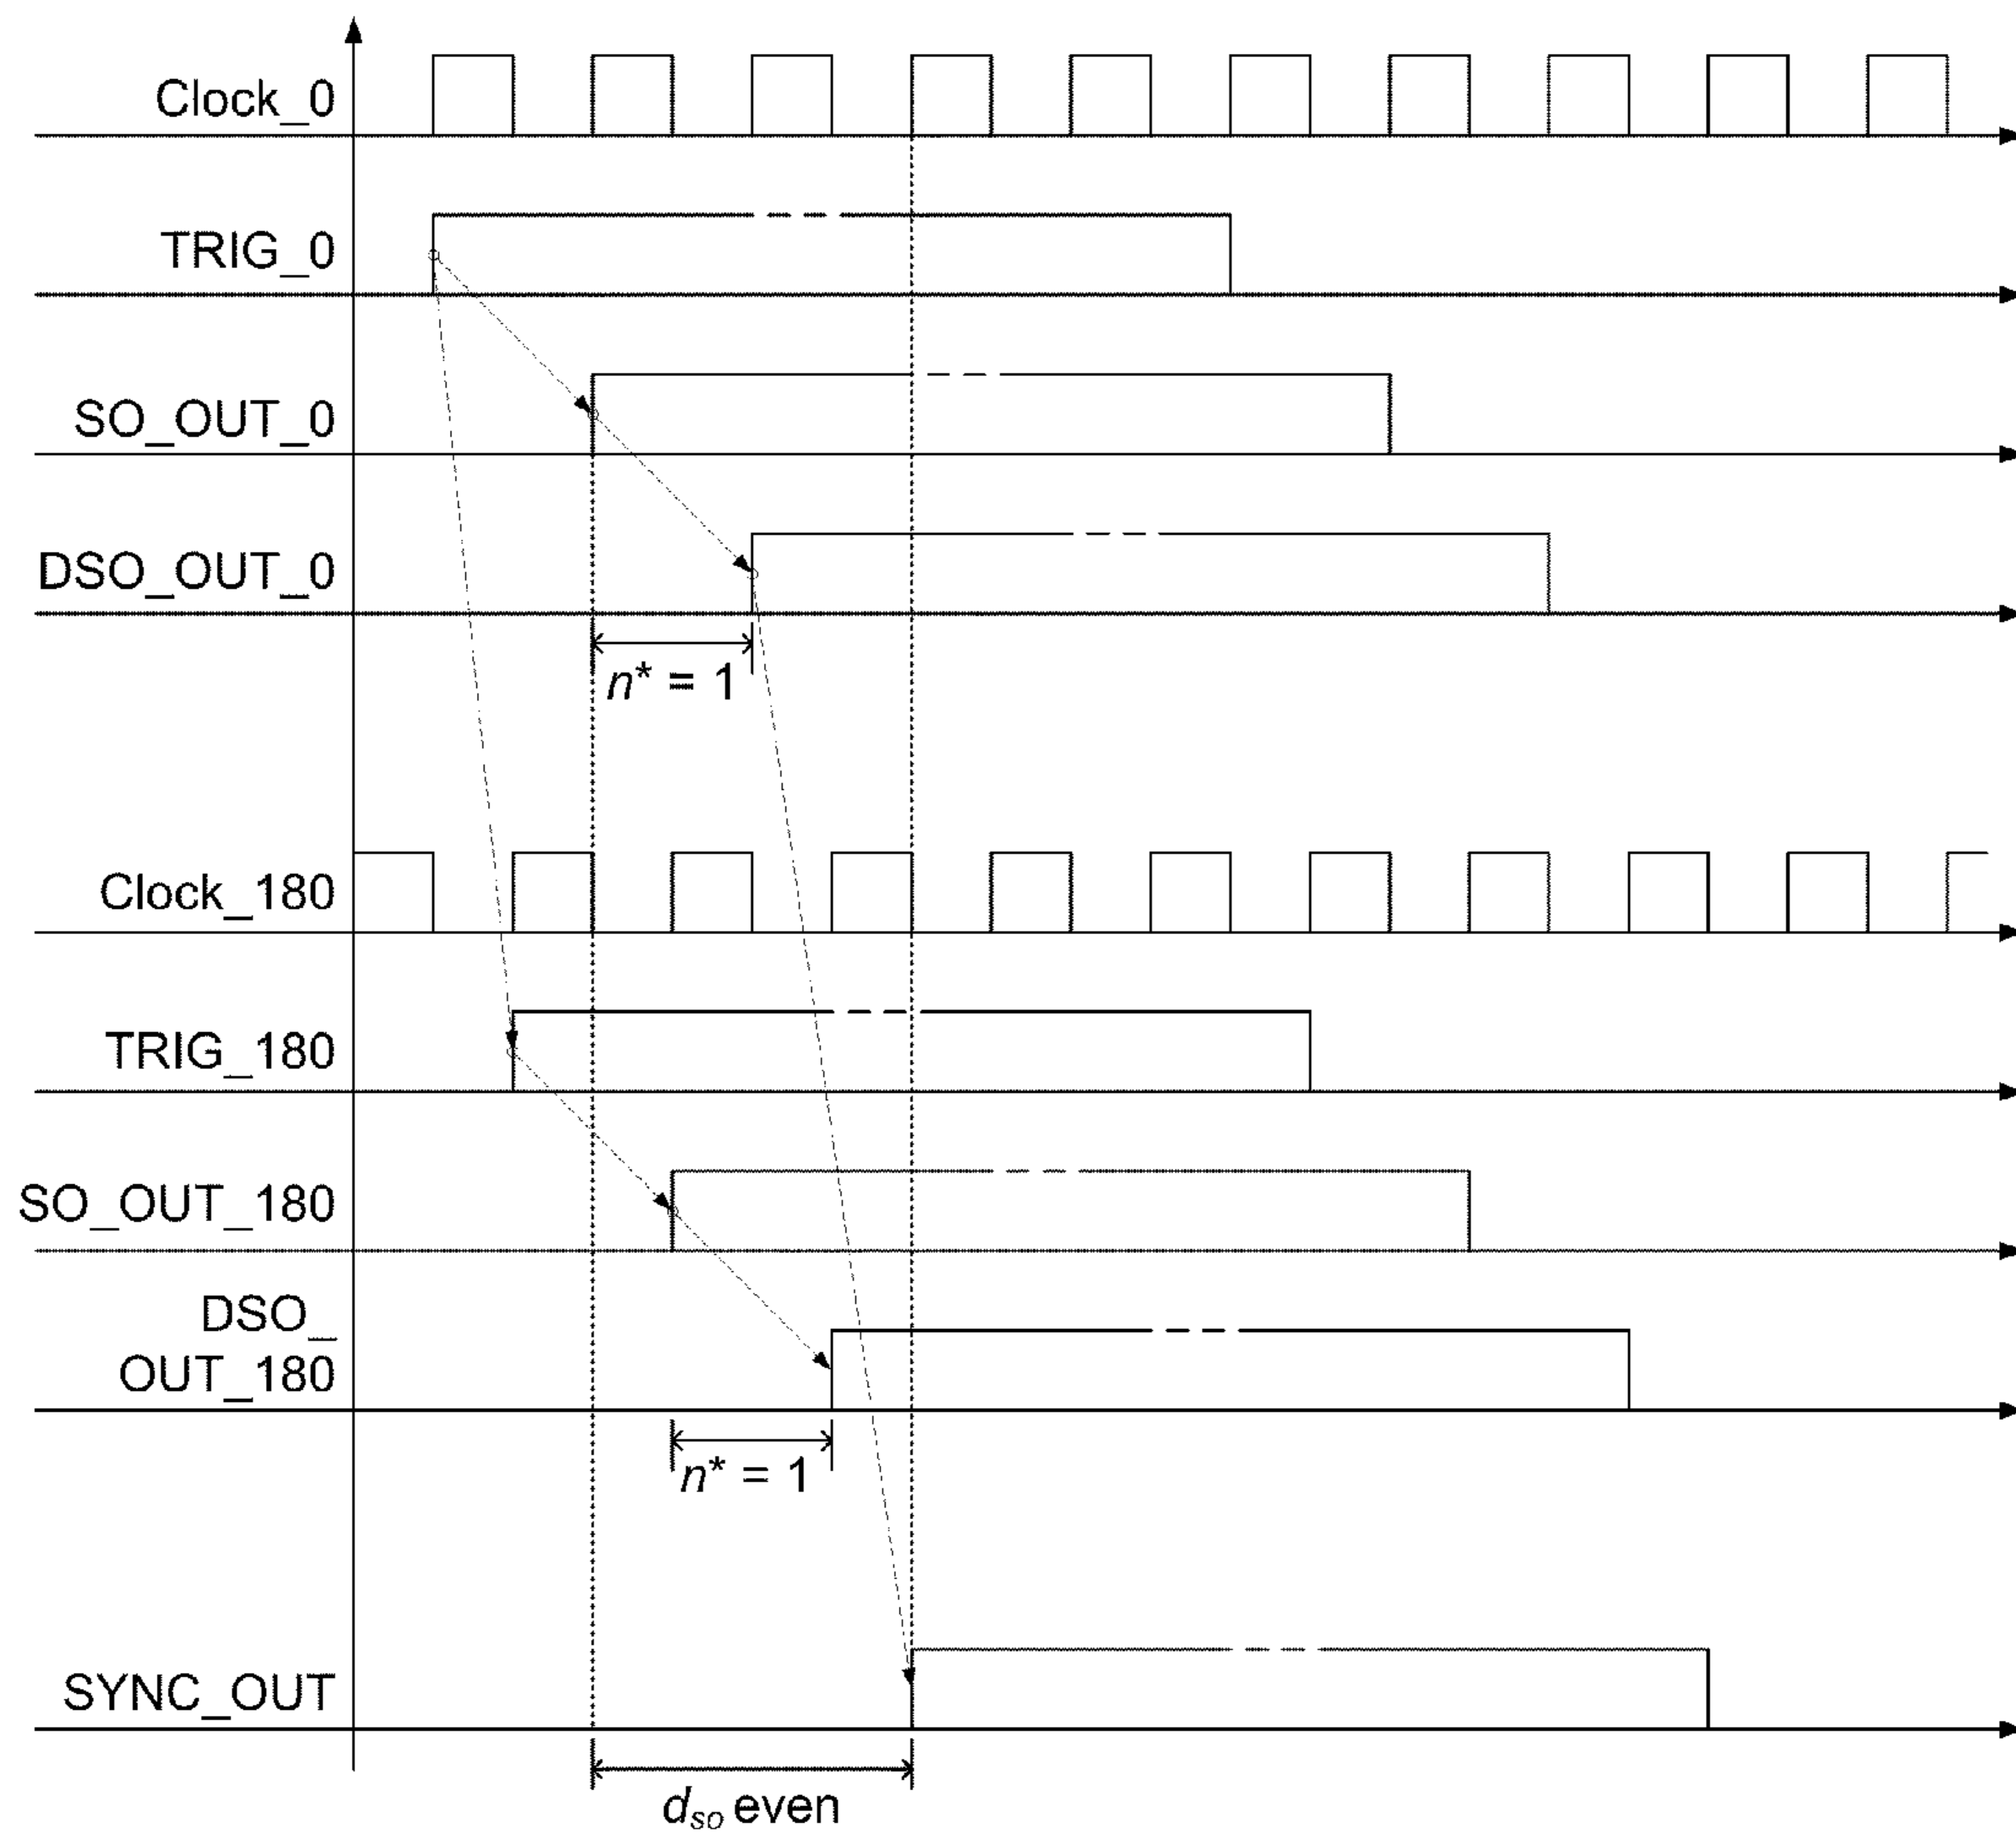 Clock_0
TRIG_0
SO_OUT_0
DSO_OUT_0
n* = 1
Clock_180
TRIG_180
SO_OUT_180
DSO_
OUT_180
n* = 1
SYNC_OUT
dso even